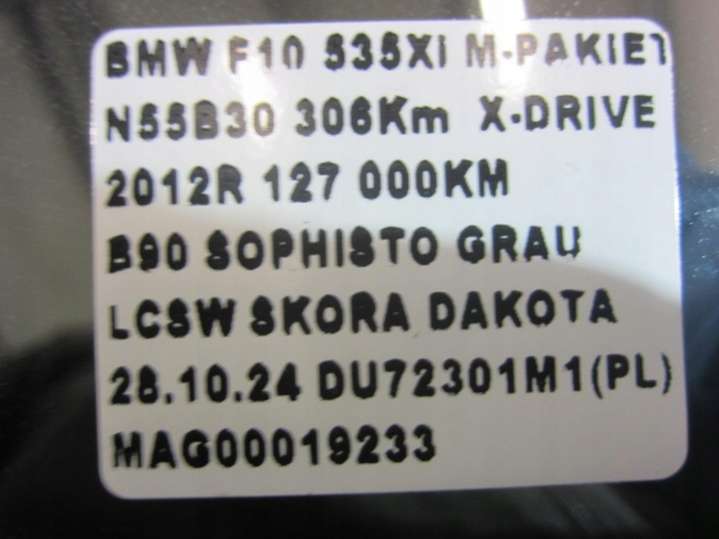 BMW F10 535Xi M-PAKIET
N55B30 306Km X-DRIVE
2012R 127 000KM
B90 SOPHISTO GRAU
LCSW SKORA DAKOTA
28.10.24 DU72301M1(PL)
MAG00019233